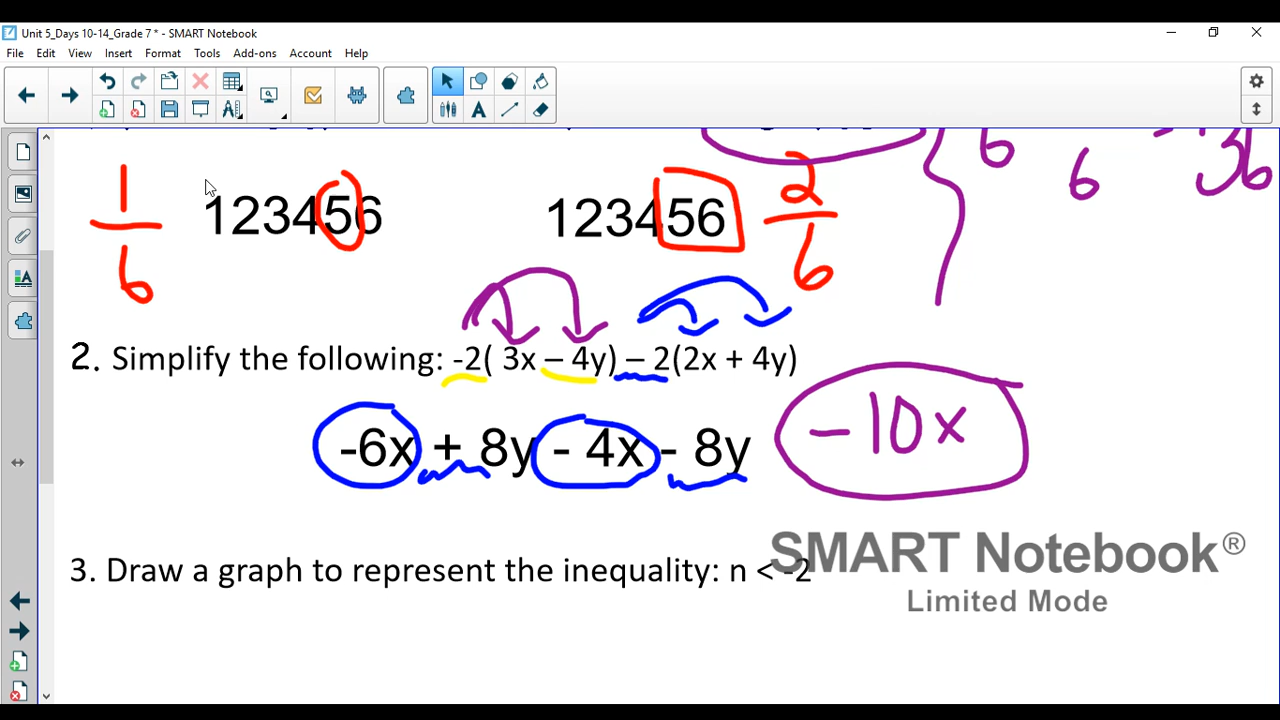 Unit 5_Days 10-14_Grade 7 * - SMART Notebook
File Edit View Insert Format Tools Add-ons Account Help
6 6 36
1/6 123456 123456 2/6
2. Simplify the following: -2( 3x – 4y) – 2(2x + 4y)
-6x + 8y - 4x - 8y -10x
3. Draw a graph to represent the inequality: n < -2
SMART Notebook®
Limited Mode